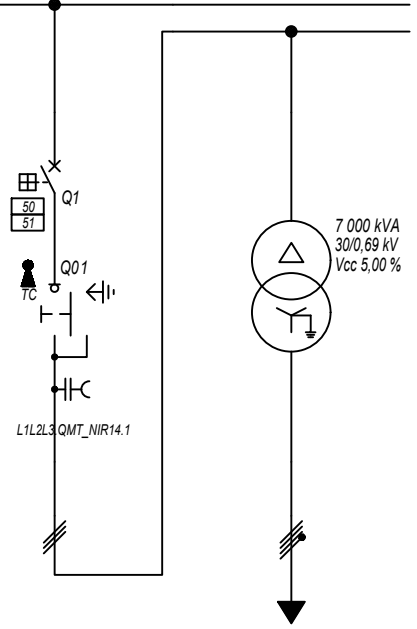 Q1
50
51
Q01
TC
L1L2L3.QMT_NIR14.1
7 000 kVA
30/0,69 kV
Vcc 5,00 %